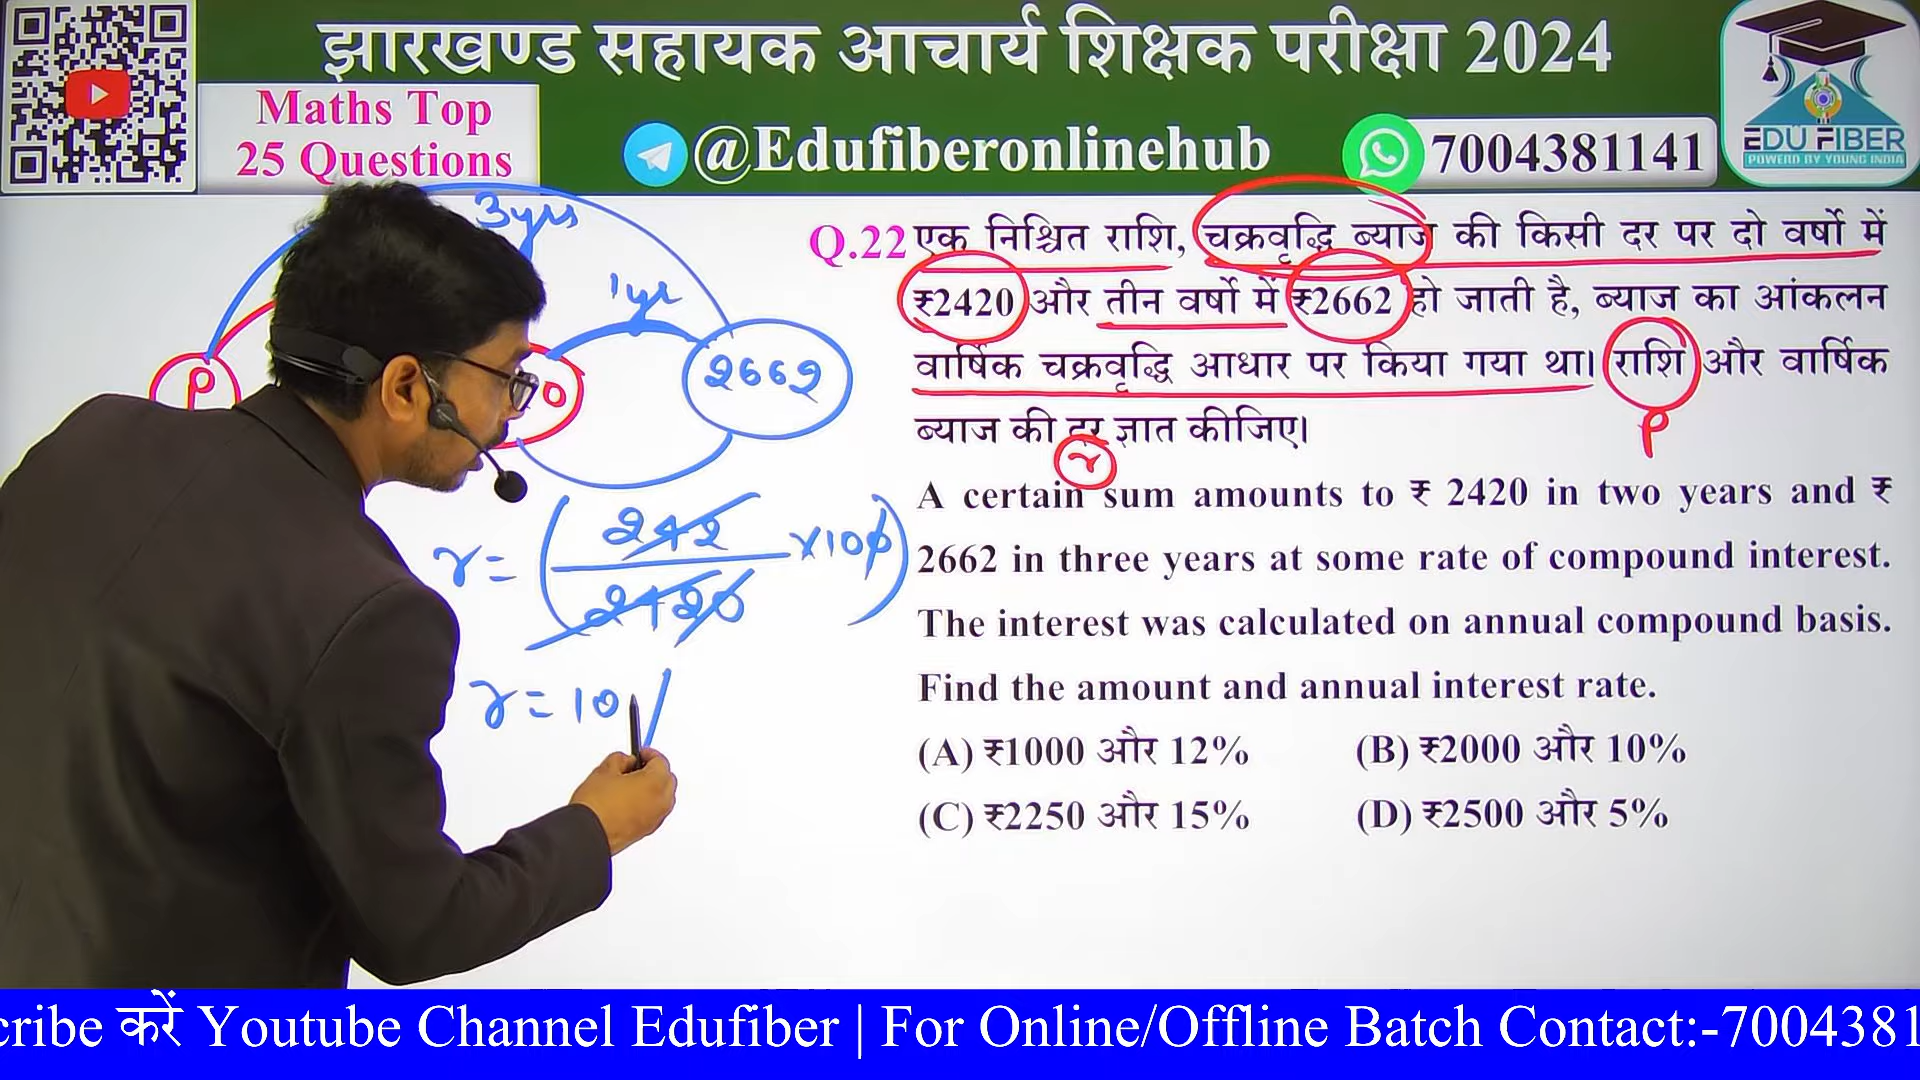 झारखण्ड सहायक आचार्य शिक्षक परीक्षा 2024
Maths Top
25 Questions
@Edufiberonlinehub
7004381141
EDU FIBER
POWERD BY YOUNG INDIA
3yrs
1yr
P
0
2662
Q.22 एक निश्चित राशि, चक्रवृद्धि ब्याज की किसी दर पर दो वर्षो में
₹2420 और तीन वर्षो में ₹2662 हो जाती है, ब्याज का आंकलन
वार्षिक चक्रवृद्धि आधार पर किया गया था। राशि और वार्षिक
ब्याज की दर ज्ञात कीजिए।
P
r
A certain sum amounts to ₹ 2420 in two years and ₹
2662 in three years at some rate of compound interest.
The interest was calculated on annual compound basis.
Find the amount and annual interest rate.
(A) ₹1000 और 12% (B) ₹2000 और 10%
(C) ₹2250 और 15% (D) ₹2500 और 5%
r = (242/2420 × 100)
r = 10
cribe करें Youtube Channel Edufiber | For Online/Offline Batch Contact:-7004381